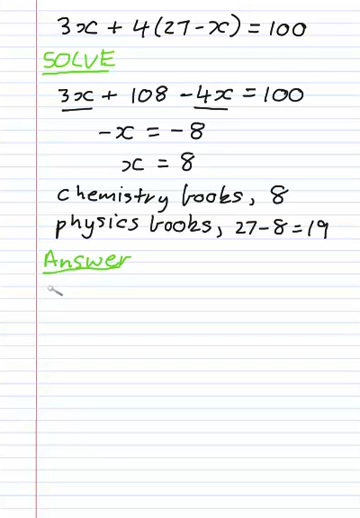 3x + 4(27-x) = 100
SOLVE
3x + 108 - 4x = 100
-x = -8
x = 8
chemistry books, 8
physics books, 27-8=19
Answer